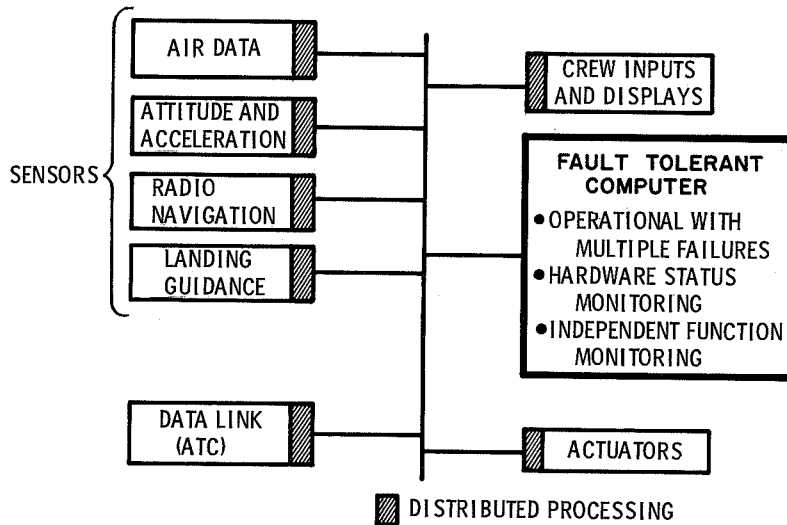 AIR DATA
ATTITUDE AND
ACCELERATION
SENSORS
RADIO
NAVIGATION
LANDING
GUIDANCE
DATA LINK
(ATC)
CREW INPUTS
AND DISPLAYS
FAULT TOLERANT
COMPUTER
•OPERATIONAL WITH
MULTIPLE FAILURES
•HARDWARE STATUS
MONITORING
•INDEPENDENT FUNCTION
MONITORING
ACTUATORS
DISTRIBUTED PROCESSING